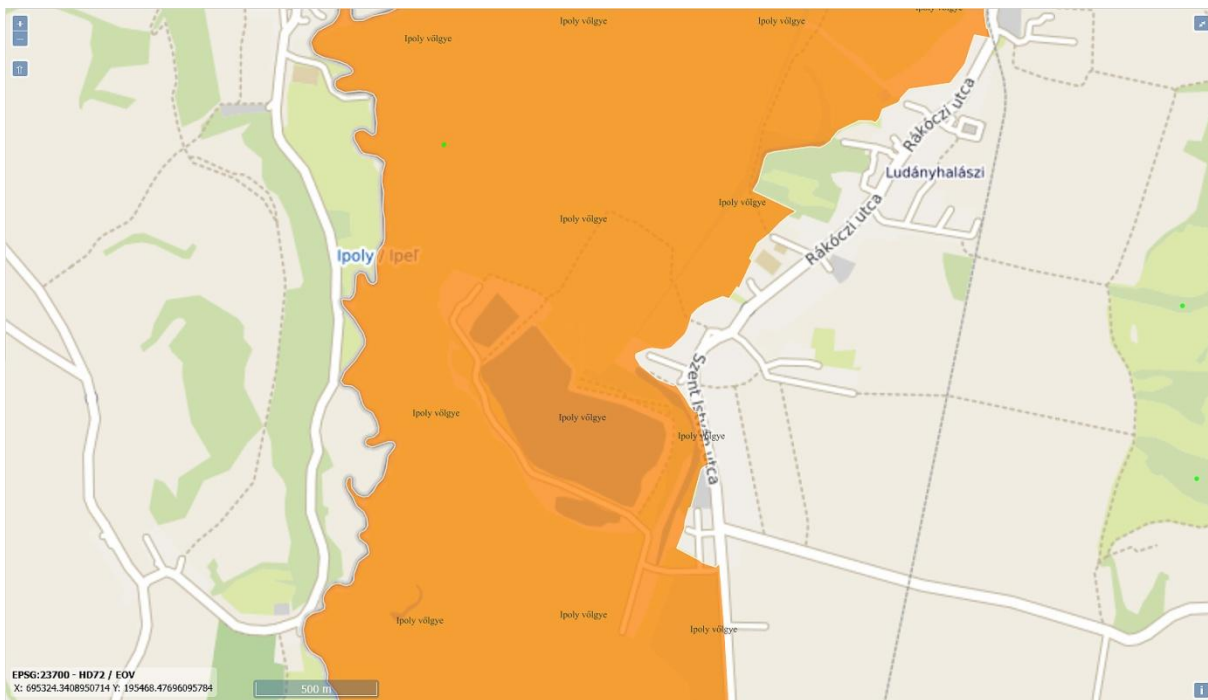 +
−
⇧
Ipoly völgye
Ipoly völgye
Ipoly völgye
Ipoly völgye
Rákóczi utca
Ludányhalászi
Ipoly völgye
Ipoly völgye
Rákóczi utca
Ipoly / Ipeľ
Szent István utca
Ipoly völgye
Ipoly völgye
Ipoly völgye
Ipoly völgye
Ipoly völgye
Ipoly völgye
EPSG:23700 - HD72 / EOV
X: 695324.3408950714 Y: 195468.47696095784
500 m
i